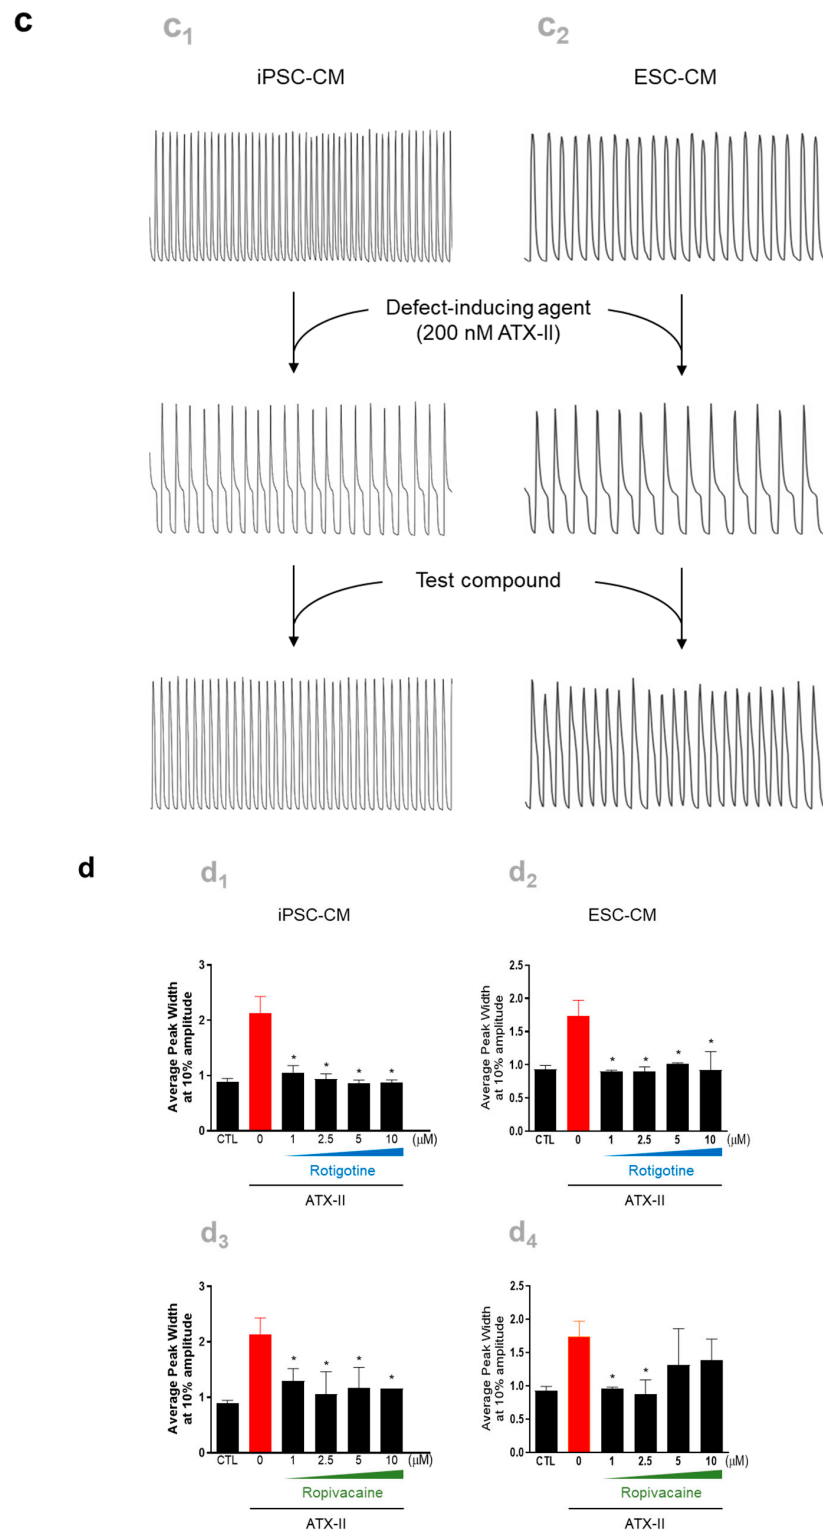 c
c1
c2
iPSC-CM
ESC-CM
Defect-inducing agent
(200 nM ATX-II)
Test compound
d
d1
d2
iPSC-CM
ESC-CM
Average Peak Width
at 10% amplitude
3
2
1
0
CTL 0 1 2.5 5 10 (μM)
* * * *
Rotigotine
ATX-II
Average Peak Width
at 10% amplitude
2.5
2.0
1.5
1.0
0.5
0.0
CTL 0 1 2.5 5 10 (μM)
* * * *
Rotigotine
ATX-II
d3
d4
Average Peak Width
at 10% amplitude
3
2
1
0
CTL 0 1 2.5 5 10 (μM)
* * * *
Ropivacaine
ATX-II
Average Peak Width
at 10% amplitude
2.5
2.0
1.5
1.0
0.5
0.0
CTL 0 1 2.5 5 10 (μM)
* *
Ropivacaine
ATX-II